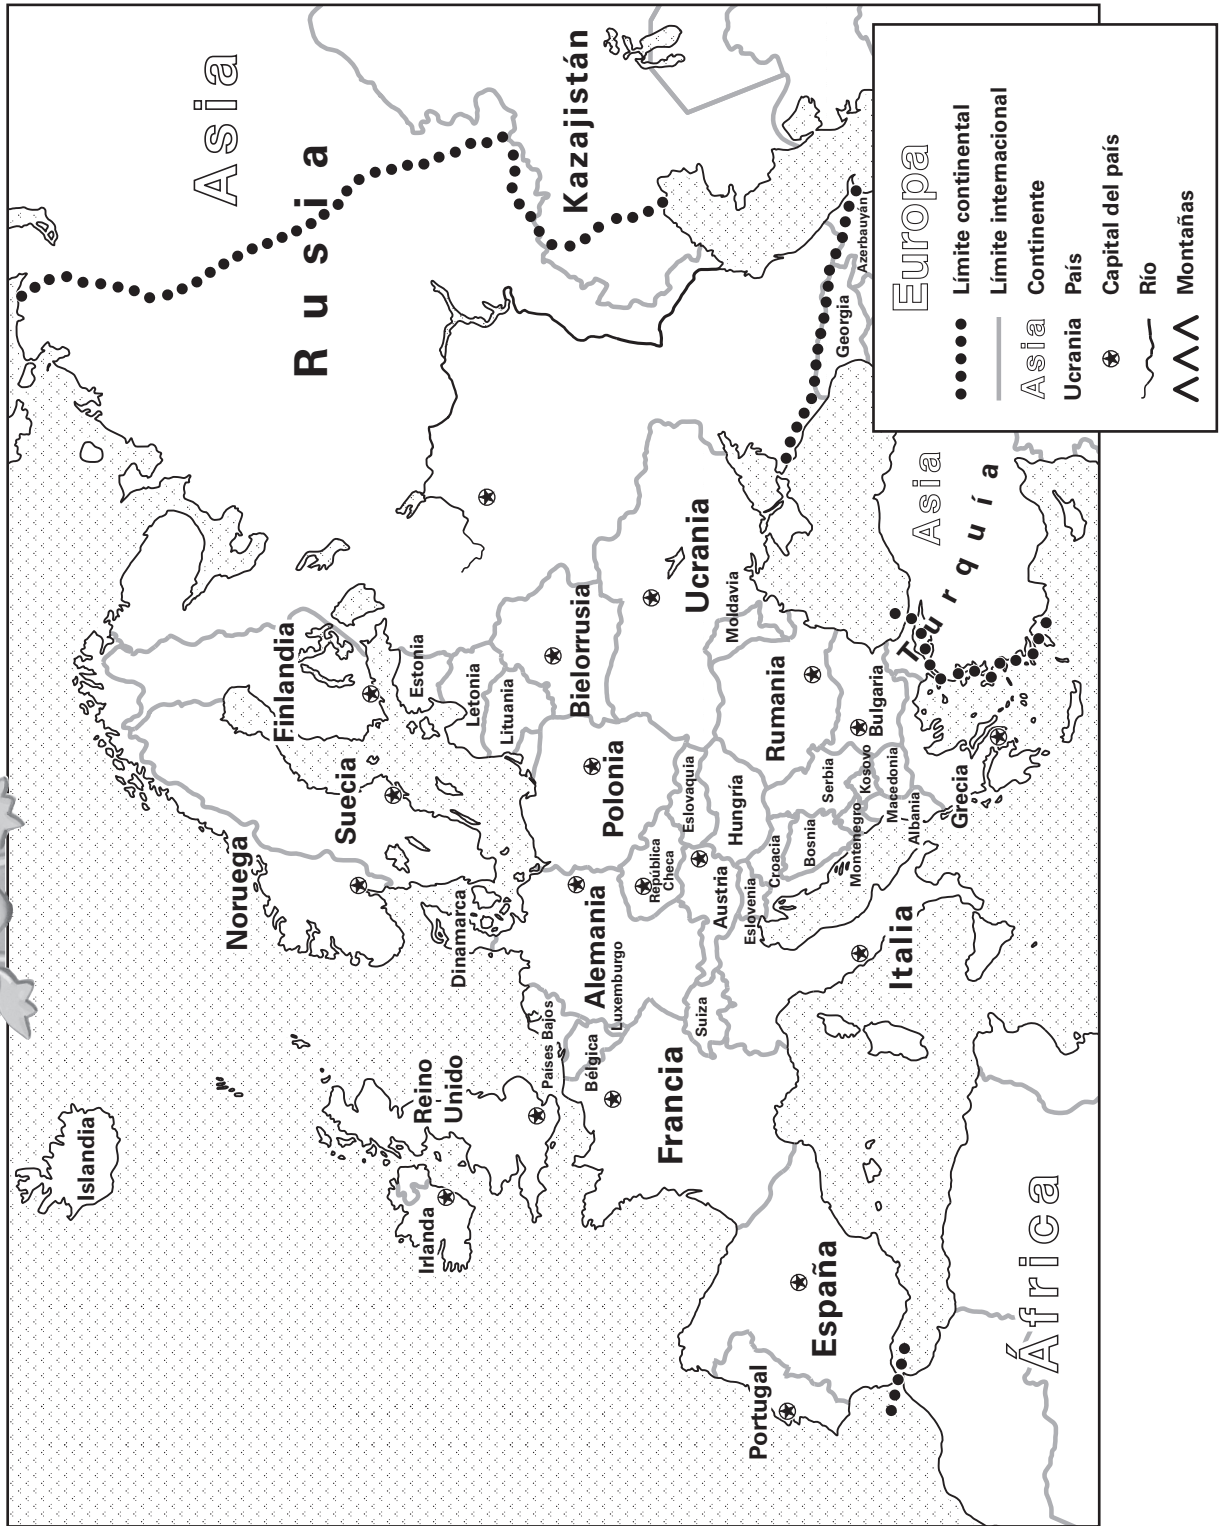 Asia
Rusia
Kazajistán
Islandia
Noruega
Suecia
Finlandia
Estonia
Letonia
Lituania
Bielorrusia
Dinamarca
Reino
Unido
Irlanda
Países Bajos
Bélgica
Luxemburgo
Alemania
Polonia
República
Checa
Eslovaquia
Ucrania
Moldavia
Francia
Suiza
Austria
Hungría
Rumania
Eslovenia
Croacia
Bosnia
Serbia
Montenegro
Kosovo
Bulgaria
Macedonia
Albania
Grecia
Italia
España
Portugal
Georgia
Azerbauyán
Asia
Turquía
África
Europa
Límite continental
Límite internacional
Asia Continente
Ucrania País
Capital del país
Río
Montañas